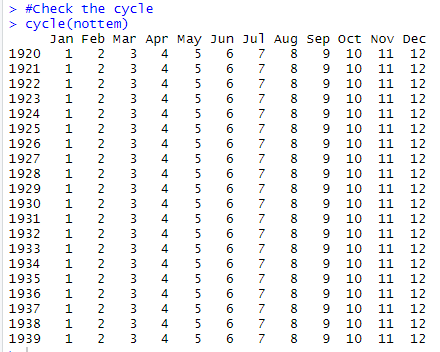 > #Check the cycle
> cycle(nottem)
     Jan Feb Mar Apr May Jun Jul Aug Sep Oct Nov Dec
1920   1   2   3   4   5   6   7   8   9  10  11  12
1921   1   2   3   4   5   6   7   8   9  10  11  12
1922   1   2   3   4   5   6   7   8   9  10  11  12
1923   1   2   3   4   5   6   7   8   9  10  11  12
1924   1   2   3   4   5   6   7   8   9  10  11  12
1925   1   2   3   4   5   6   7   8   9  10  11  12
1926   1   2   3   4   5   6   7   8   9  10  11  12
1927   1   2   3   4   5   6   7   8   9  10  11  12
1928   1   2   3   4   5   6   7   8   9  10  11  12
1929   1   2   3   4   5   6   7   8   9  10  11  12
1930   1   2   3   4   5   6   7   8   9  10  11  12
1931   1   2   3   4   5   6   7   8   9  10  11  12
1932   1   2   3   4   5   6   7   8   9  10  11  12
1933   1   2   3   4   5   6   7   8   9  10  11  12
1934   1   2   3   4   5   6   7   8   9  10  11  12
1935   1   2   3   4   5   6   7   8   9  10  11  12
1936   1   2   3   4   5   6   7   8   9  10  11  12
1937   1   2   3   4   5   6   7   8   9  10  11  12
1938   1   2   3   4   5   6   7   8   9  10  11  12
1939   1   2   3   4   5   6   7   8   9  10  11  12